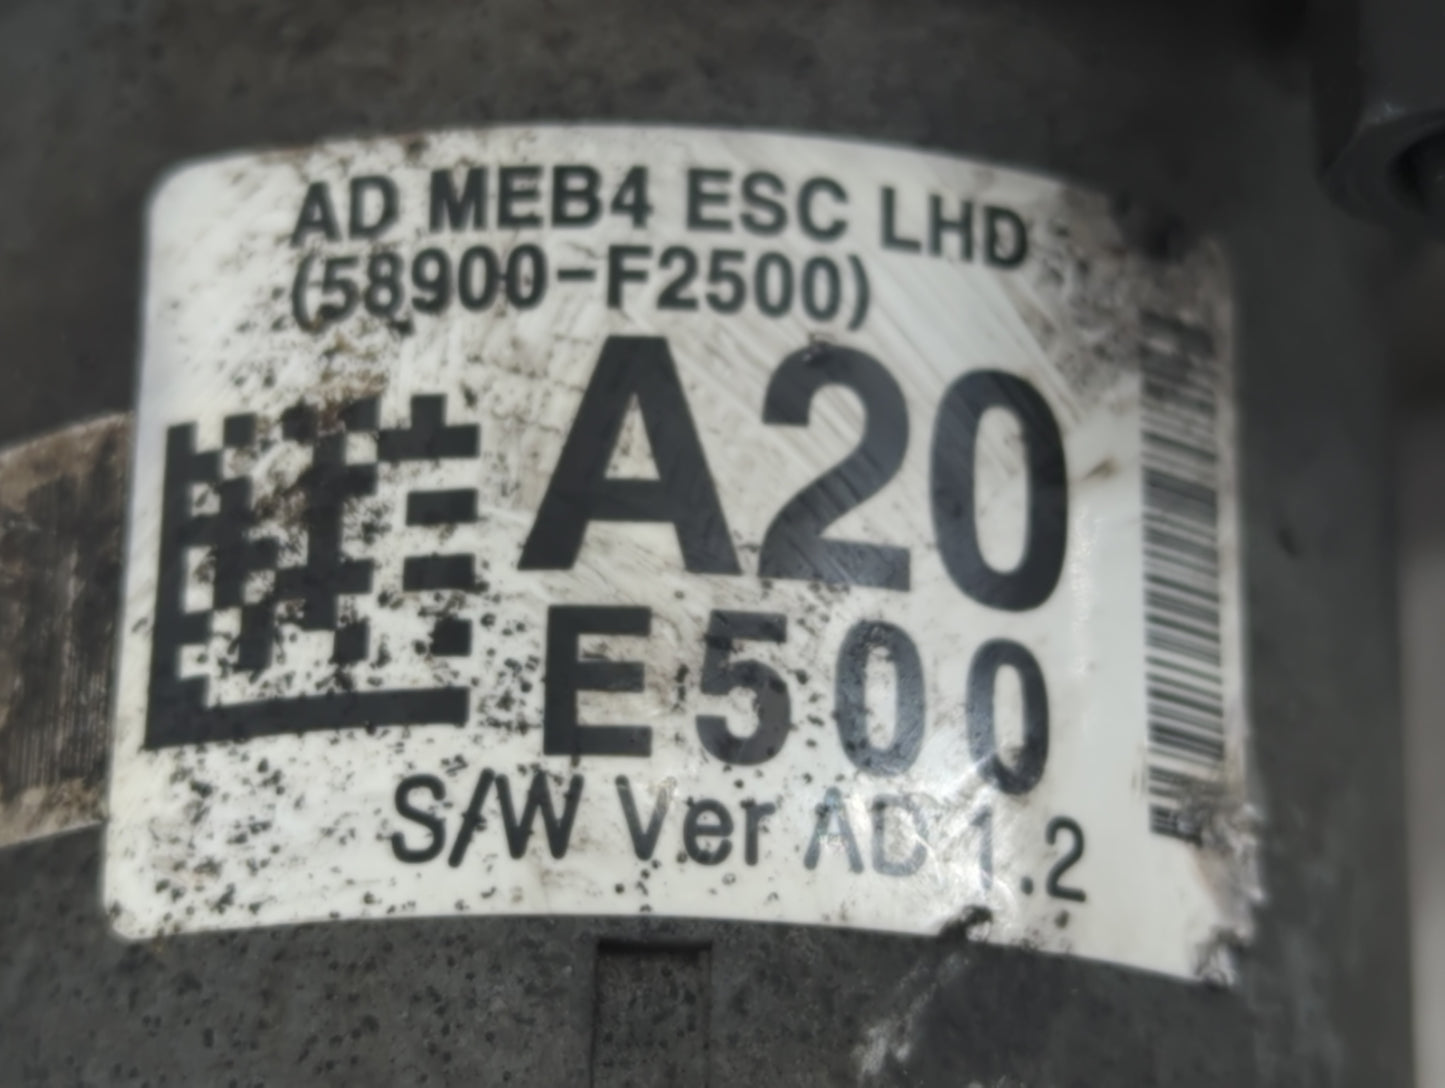 AD MEB4 ESC LHD
(58900-F2500)
A20
E500
S/W Ver AD 1.2